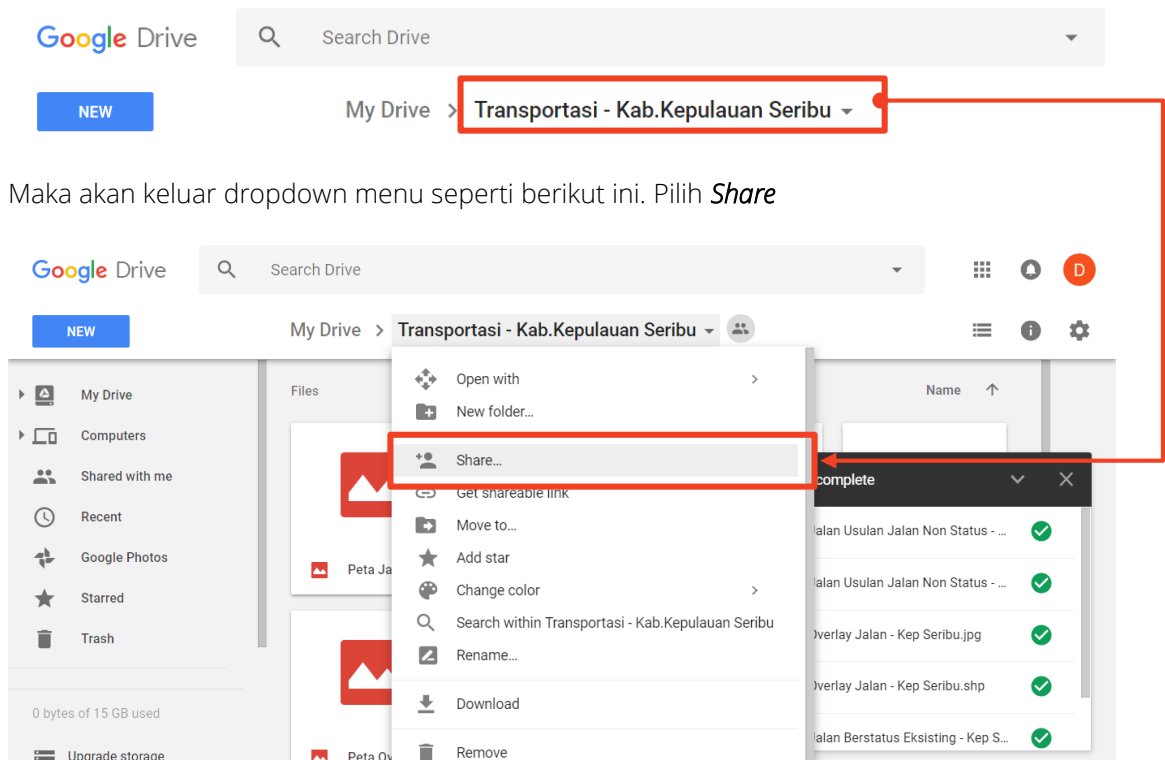 Google Drive
Search Drive
NEW
My Drive > Transportasi - Kab.Kepulauan Seribu
Maka akan keluar dropdown menu seperti berikut ini. Pilih Share
Google Drive
Search Drive
D
NEW
My Drive > Transportasi - Kab.Kepulauan Seribu
My Drive
Computers
Shared with me
Recent
Google Photos
Starred
Trash
0 bytes of 15 GB used
Upgrade storage
Files
Name
Peta Ja
Peta Ov
Open with
New folder...
Share...
Get shareable link
Move to...
Add star
Change color
Search within Transportasi - Kab.Kepulauan Seribu
Rename...
Download
Remove
complete
Jalan Usulan Jalan Non Status - ...
Jalan Usulan Jalan Non Status - ...
Overlay Jalan - Kep Seribu.jpg
Overlay Jalan - Kep Seribu.shp
Jalan Berstatus Eksisting - Kep S...